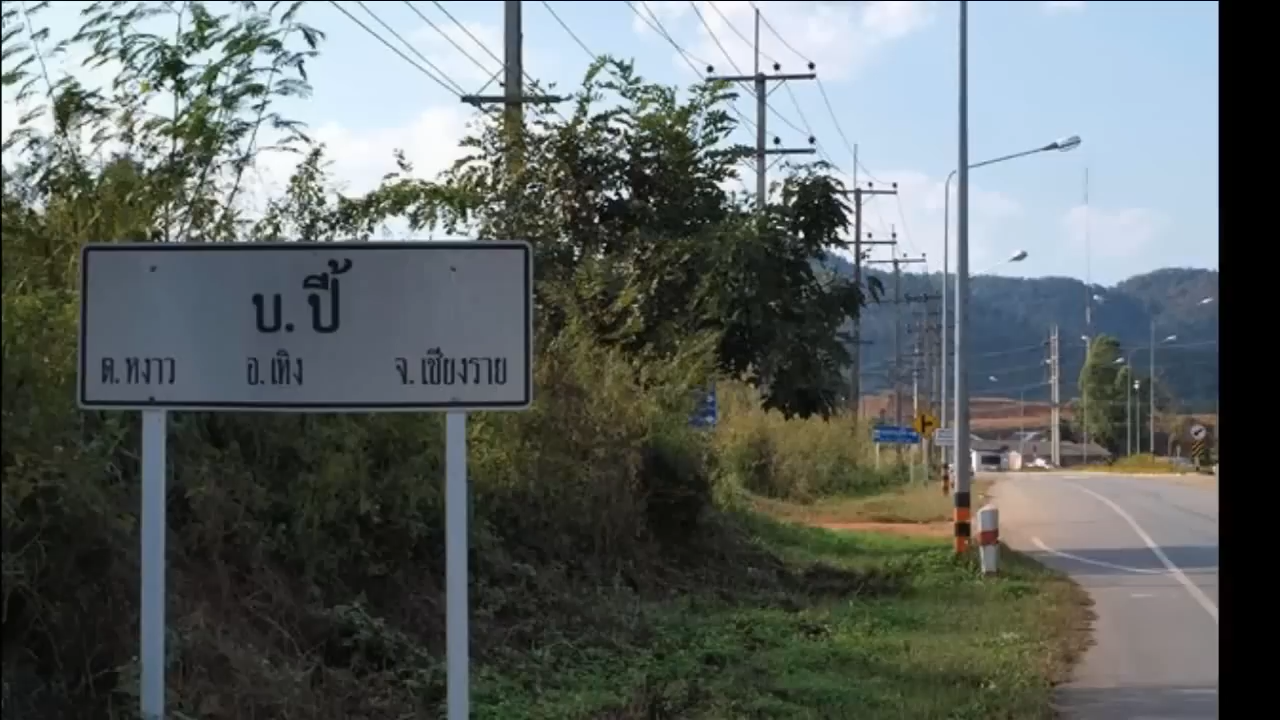 บ. ปี้
ต. หงาว อ. เทิง จ. เชียงราย